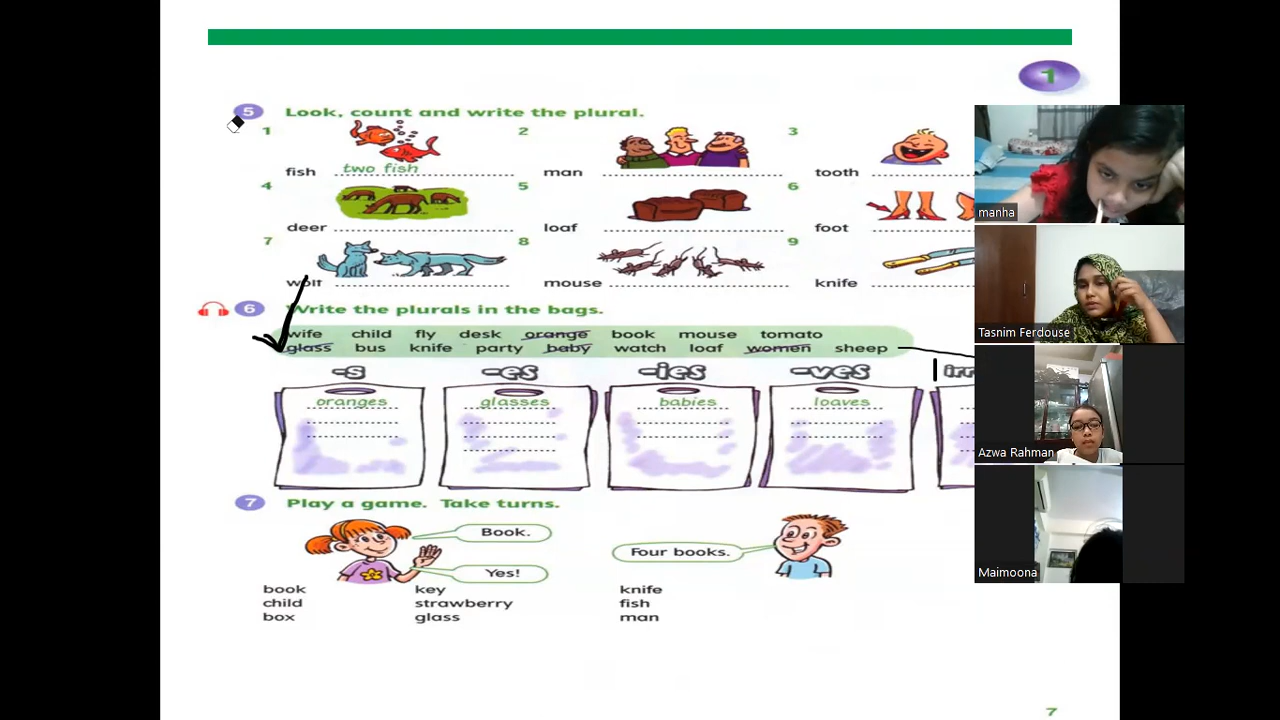 1
5 Look, count and write the plural.
1 2 3
fish two fish man tooth
4 5 6
deer loaf foot
7 8 9
wolf mouse knife
6 Write the plurals in the bags.
wife child fly desk orange book mouse tomato
glass bus knife party baby watch loaf women sheep
-s -es -ies -ves irr
oranges glasses babies loaves
7 Play a game. Take turns.
Book.
Four books.
Yes!
book key knife
child strawberry fish
box glass man
7
manha
Tasnim Ferdouse
Azwa Rahman
Maimoona